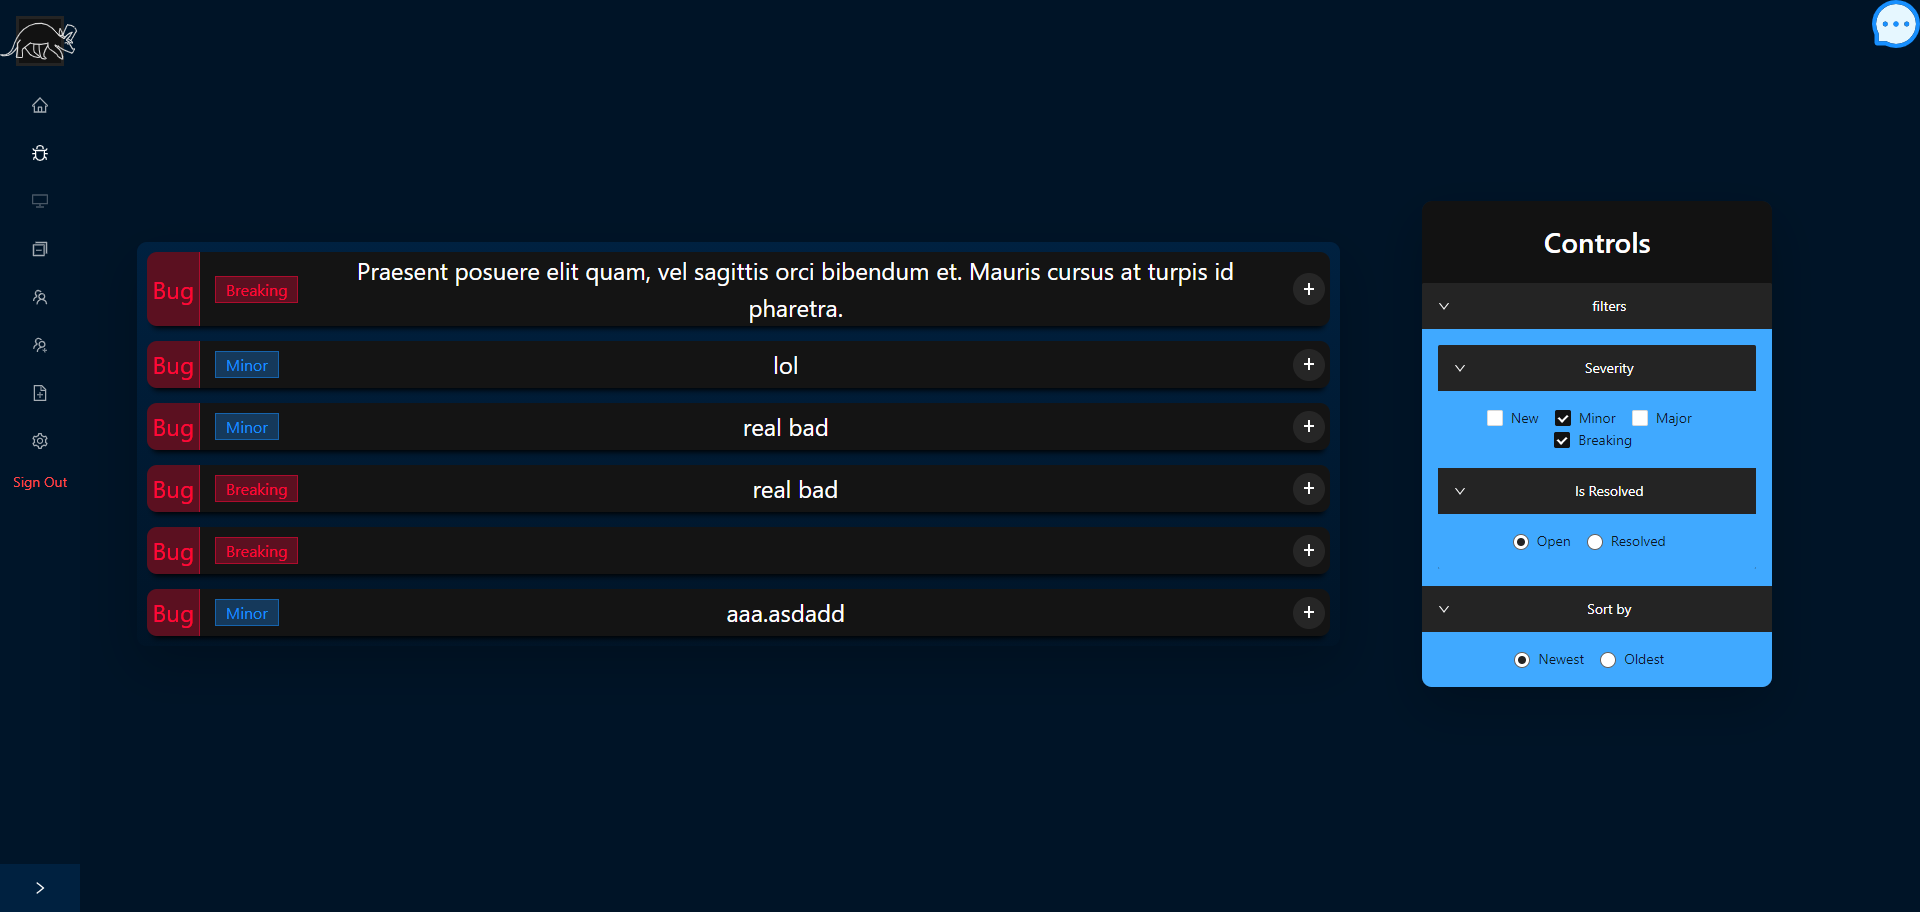 Sign Out
Bug Breaking Praesent posuere elit quam, vel sagittis orci bibendum et. Mauris cursus at turpis id
pharetra.
Bug Minor lol
Bug Minor real bad
Bug Breaking real bad
Bug Breaking
Bug Minor aaa.asdadd
Controls
filters
Severity
New Minor Major
Breaking
Is Resolved
Open Resolved
Sort by
Newest Oldest